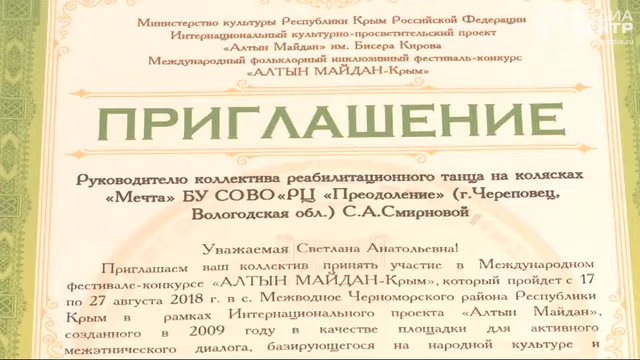 Министерство культуры Республики Крым Российской Федерации
Интернациональный культурно-просветительский проект
«Алтын Майдан» им. Бисера Кирова
Международный фольклорный инклюзивный фестиваль-конкурс
«АЛТЫН МАЙДАН-Крым»
ПРИГЛАШЕНИЕ
Руководителю коллектива реабилитационного танца на колясках
«Мечта» БУ СОВО«РЦ «Преодоление» (г.Череповец,
Вологодская обл.) С.А.Смирновой
Уважаемая Светлана Анатольевна!
Приглашаем ваш коллектив принять участие в Международном
фестивале-конкурсе «АЛТЫН МАЙДАН-Крым», который пройдет с 17
по 27 августа 2018 г. в с. Межводное Черноморского района Республики
Крым в рамках Интернационального проекта «Алтын Майдан»,
созданного в 2009 году в качестве площадки для активного
межэтнического диалога, базирующегося на народной культуре и